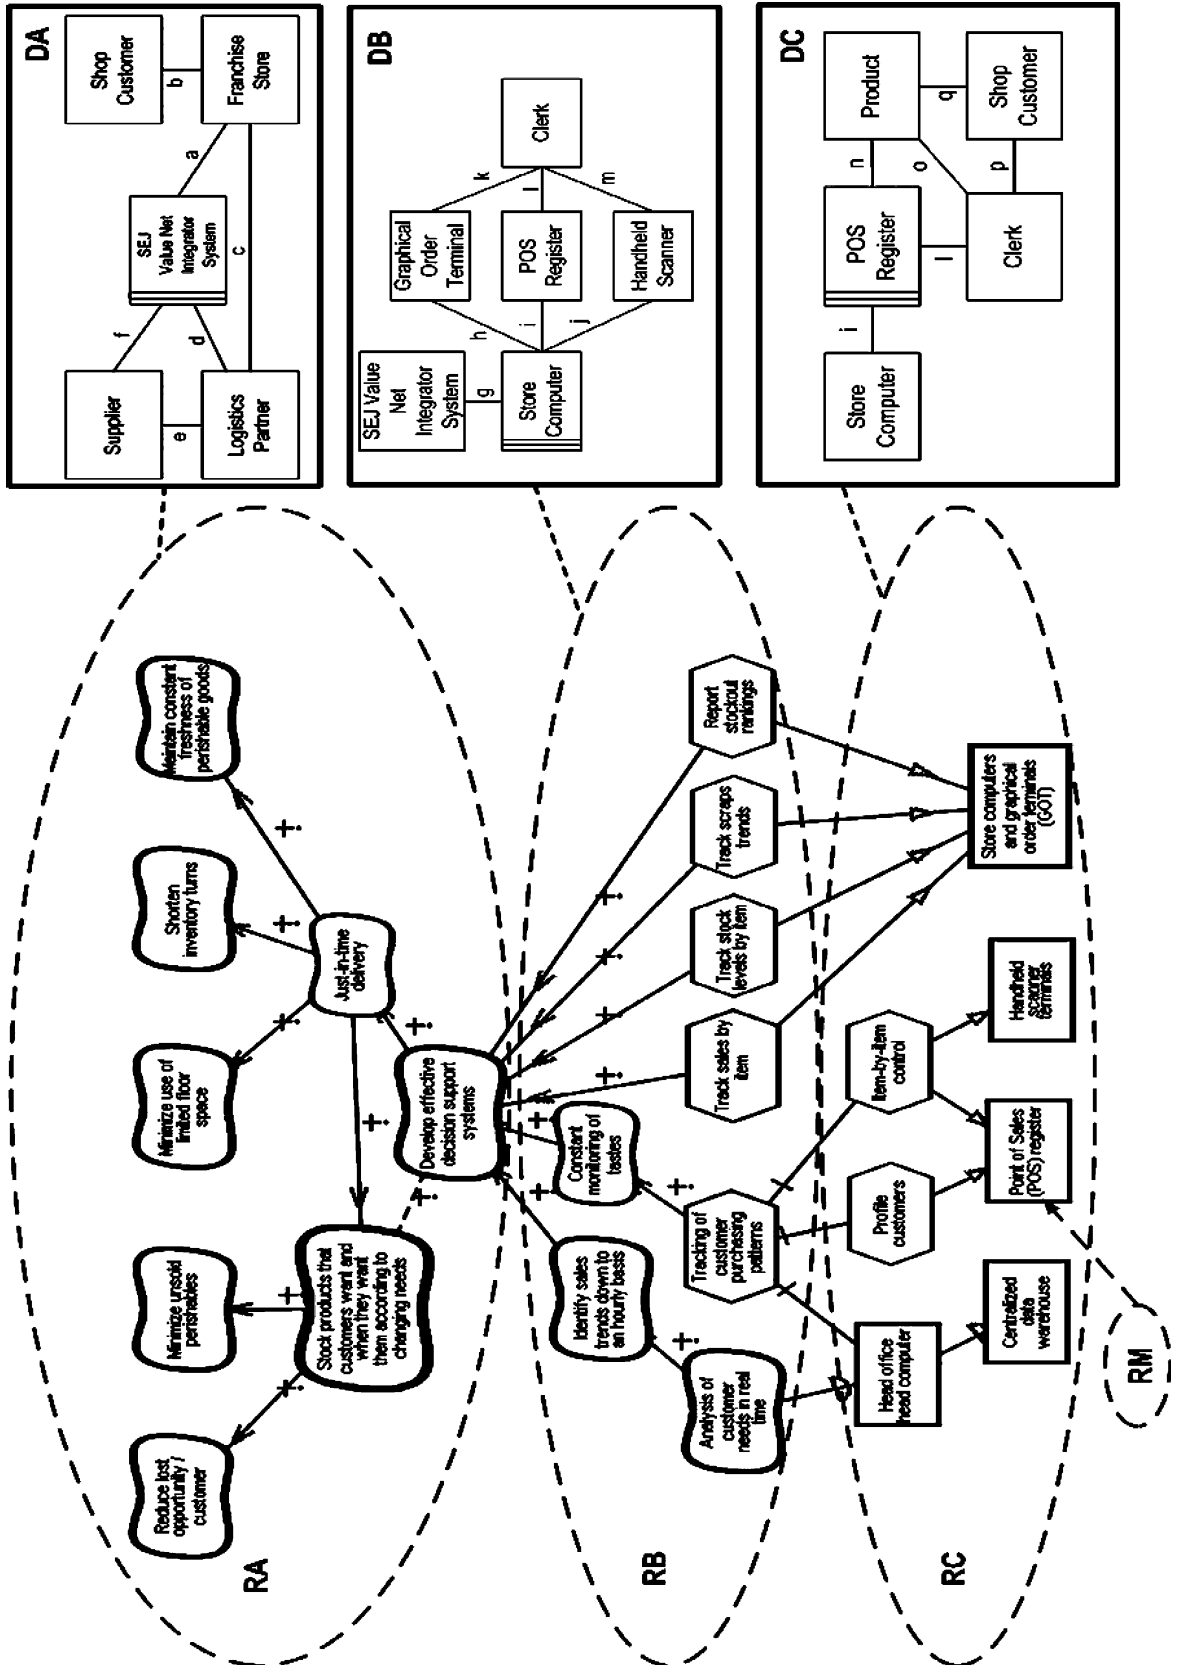 Reduce lost
opportunity /
customer
Minimize unsold
perishables
Minimize use of
limited floor
space
Shorten
inventory turns
Maintain constant
freshness of
perishable goods
+
+
+
+
+
RA
Stock products that
customers want and
when they want
them according to
changing needs
+
Just-in-time
delivery
+
+
Develop effective
decision support
systems
+
+
Identify sales
trends down to
an hourly basis
Constant
monitoring of
tastes
+
+
+
+
RB
+
+
Analysis of
customer
needs in real
time
Tracking of
customer
purchasing
patterns
Track sales by
item
Track stock
levels by item
Track scraps
trends
Report
stockout
rankings
RC
Head office
head computer
Profile
customers
Item-by-item
control
Centralized
data
warehouse
Point of Sales
(POS) register
Handheld
scanner
terminals
Store computers
and graphical
order terminals
(GOT)
RM
DA
Supplier
f
SEJ
Value Net
Integrator
System
a
Shop
Customer
e
b
d
Logistics
Partner
c
Franchise
Store
DB
SEJ Value
Net
Integrator
System
g
h
Graphical
Order
Terminal
k
Store
Computer
i
POS
Register
l
Clerk
j
Handheld
Scanner
m
DC
Store
Computer
i
POS
Register
n
Product
l
o
q
Clerk
p
Shop
Customer